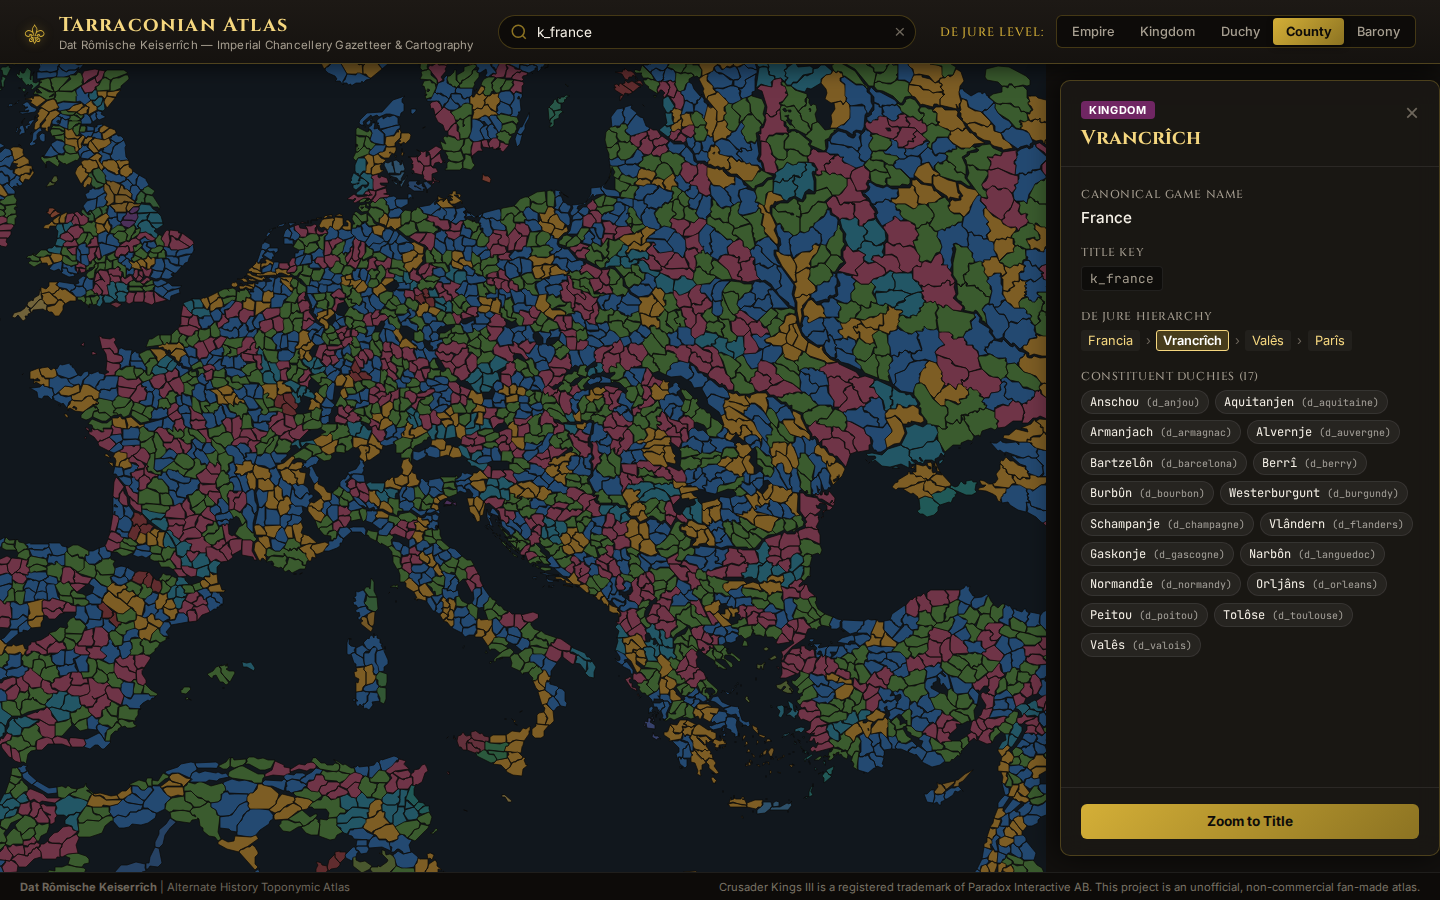 Tarraconian Atlas
Dat Römische Keiserrîch — Imperial Chancellery Gazetteer & Cartography
k_france
DE JURE LEVEL:
Empire
Kingdom
Duchy
County
Barony
KINGDOM
Vrancrîch
CANONICAL GAME NAME
France
TITLE KEY
k_france
DE JURE HIERARCHY
Francia › Vrancrîch › Valês › Parîs
CONSTITUENT DUCHIES (17)
Anschou (d_anjou) Aquitanjen (d_aquitaine)
Armanjach (d_armagnac) Alvernje (d_auvergne)
Bartzelôn (d_barcelona) Berrî (d_berry)
Burbûn (d_bourbon) Westerburgunt (d_burgundy)
Schampanje (d_champagne) Vlândern (d_flanders)
Gaskonje (d_gascogne) Narbôn (d_languedoc)
Normandîe (d_normandy) Orljâns (d_orleans)
Peitou (d_poitou) Tolôse (d_toulouse)
Valês (d_valois)
Zoom to Title
Dat Römische Keiserrîch | Alternate History Toponymic Atlas
Crusader Kings III is a registered trademark of Paradox Interactive AB. This project is an unofficial, non-commercial fan-made atlas.